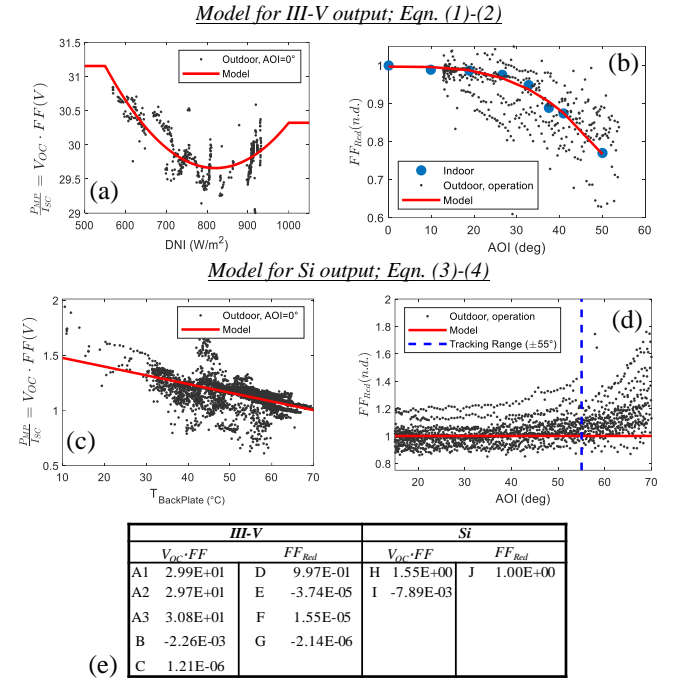 Model for III-V output; Eqn. (1)-(2)
31.5
31
30.5
30
29.5
29
P_MP/I_SC = V_OC · FF(V)
Outdoor, AOI=0°
Model
(a)
500 600 700 800 900 1000
DNI (W/m²)
1
0.9
0.8
0.7
0.6
FF_Red(n.d.)
(b)
Indoor
Outdoor, operation
Model
0 10 20 30 40 50 60
AOI (deg)
Model for Si output; Eqn. (3)-(4)
2
1.5
1
0.5
P_MP/I_SC = V_OC · FF(V)
Outdoor, AOI=0°
Model
(c)
10 20 30 40 50 60 70
T_BackPlate (°C)
2
1.8
1.6
1.4
1.2
1
0.8
FF_Red(n.d.)
Outdoor, operation
Model
Tracking Range (±55°)
(d)
20 30 40 50 60 70
AOI (deg)
III-V Si
V_OC·FF FF_Red V_OC·FF FF_Red
A1 2.99E+01 D 9.97E-01 H 1.55E+00 J 1.00E+00
A2 2.97E+01 E -3.74E-05 I -7.89E-03
A3 3.08E+01 F 1.55E-05
B -2.26E-03 G -2.14E-06
C 1.21E-06
(e)